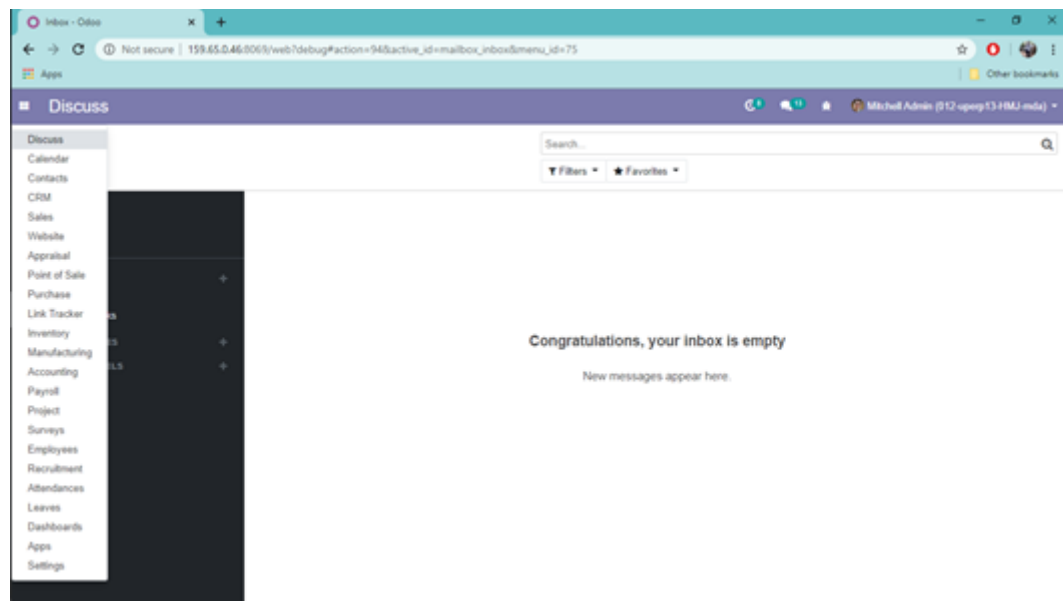 Inbox - Odoo
Not secure | 159.65.0.46:8069/web?debug#action=94&active_id=mailbox_inbox&menu_id=75
Apps
Other bookmarks
Discuss
Mitchell Admin (012-uperp13-HMJ-mda)
Discuss
Calendar
Contacts
CRM
Sales
Website
Appraisal
Point of Sale
Purchase
Link Tracker
Inventory
Manufacturing
Accounting
Payroll
Project
Surveys
Employees
Recruitment
Attendances
Leaves
Dashboards
Apps
Settings
Search...
Filters
Favorites
Congratulations, your inbox is empty
New messages appear here.